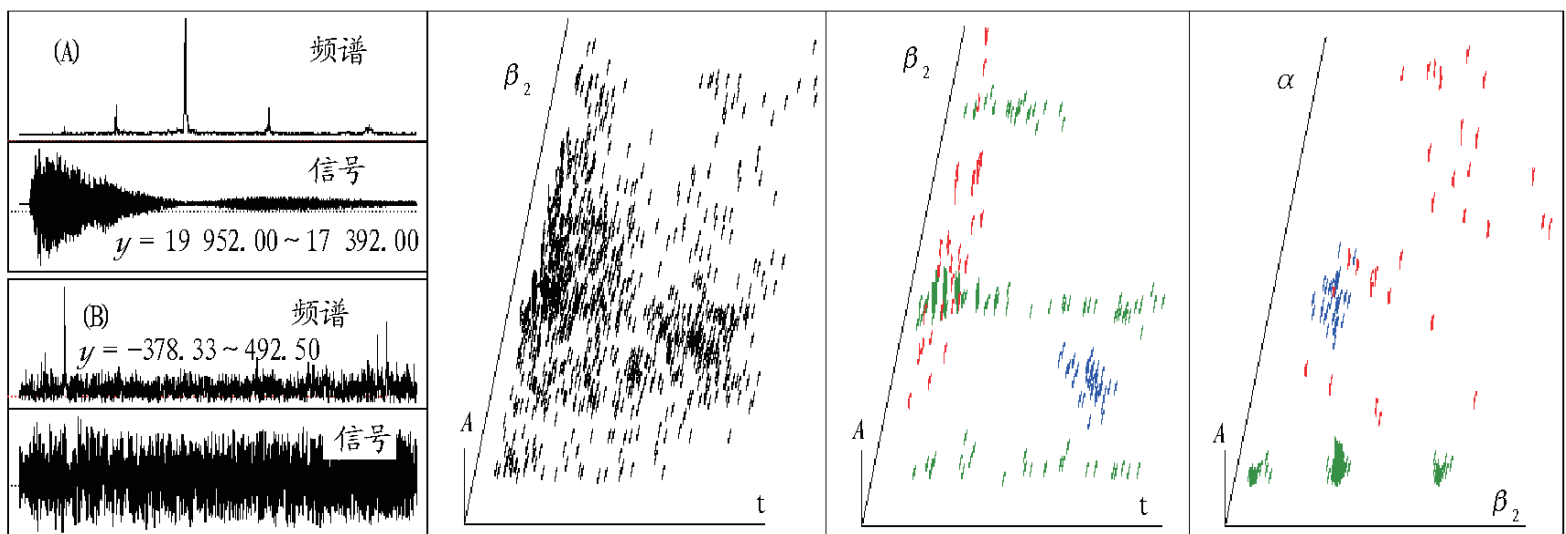 (A)
频谱
信号
y = 19 952.00~17 392.00
(B)
频谱
y = -378.33~492.50
信号
β₂
A
t
β₂
A
t
α
A
β₂